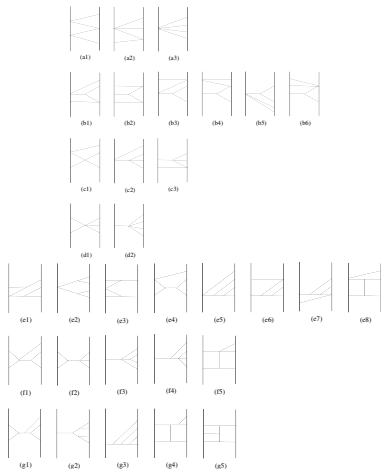 (a1) (a2) (a3)
(b1) (b2) (b3) (b4) (b5) (b6)
(c1) (c2) (c3)
(d1) (d2)
(e1) (e2) (e3) (e4) (e5) (e6) (e7) (e8)
(f1) (f2) (f3) (f4) (f5)
(g1) (g2) (g3) (g4) (g5)